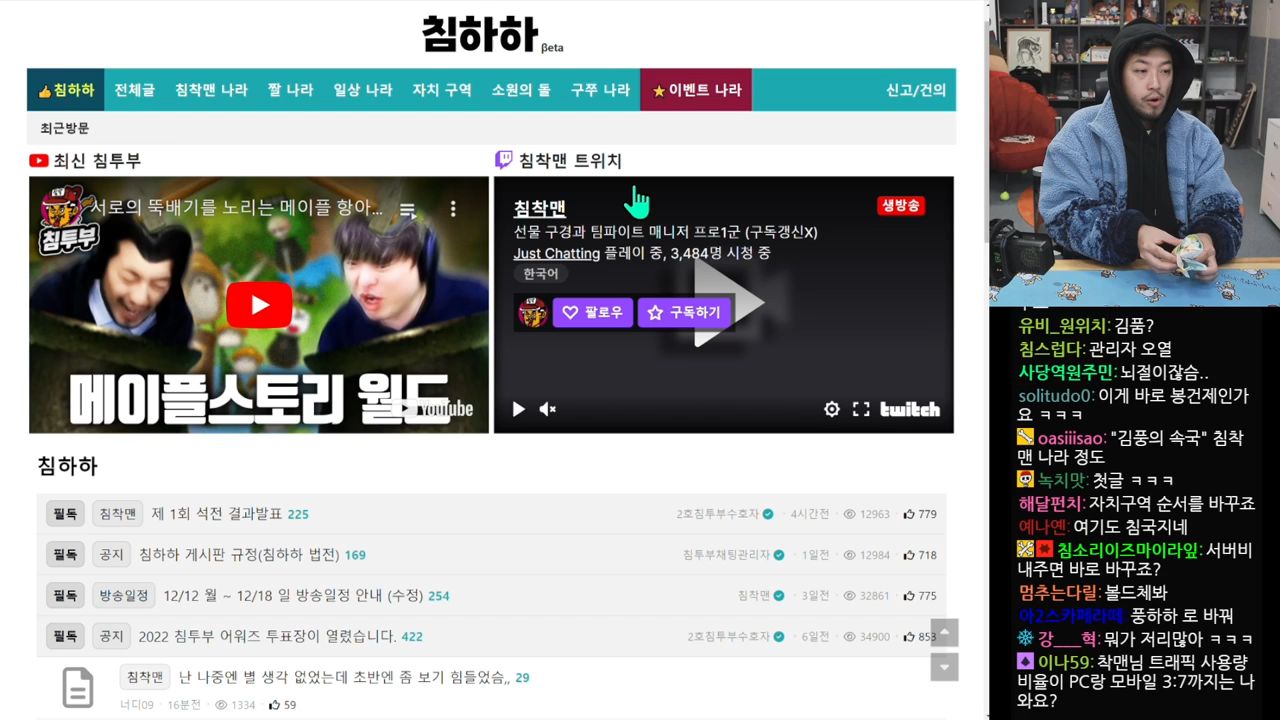 침하하 βeta
👍침하하 전체글 침착맨 나라 짤 나라 일상 나라 자치 구역 소원의 돌 구쭈 나라 ⭐이벤트 나라 신고/건의
최근방문
최신 침투부
침착맨 트위치
침투부
서로의 뚝배기를 노리는 메이플 항아...
메이플스토리 월드
YouTube
침착맨
생방송
선물 구경과 팀파이트 매니저 프로1군 (구독갱신X)
Just Chatting 플레이 중, 3,484명 시청 중
한국어
팔로우
구독하기
twitch
침하하
필독 침착맨 제 1회 석전 결과발표 225 2호침투부수호자 · 4시간전 · 12963 · 779
필독 공지 침하하 게시판 규정(침하하 법전) 169 침투부채팅관리자 · 1일전 · 12984 · 718
필독 방송일정 12/12 월 ~ 12/18 일 방송일정 안내 (수정) 254 침착맨 · 3일전 · 32861 · 775
필독 공지 2022 침투부 어워즈 투표장이 열렸습니다. 422 2호침투부수호자 · 6일전 · 34900 · 853
침착맨 난 나중엔 별 생각 없었는데 초반엔 좀 보기 힘들었슴,, 29
너디09 · 16분전 · 1334 · 59
유비_원위치: 김품?
침스럽다: 관리자 오열
사당역원주민: 뇌절이잖슴..
solitudo0: 이게 바로 봉건제인가
요 ㅋㅋㅋ
oasiiisao: "김풍의 속국" 침착
맨 나라 정도
녹치맛: 첫글 ㅋㅋㅋ
해달펀치: 자치구역 순서를 바꾸죠
예나옌: 여기도 침국지네
침소리이즈마이라잎: 서버비
내주면 바로 바꾸죠?
멈추는다릴: 볼드체봐
아2스카페라떼: 풍하하 로 바꿔
강___혁: 뭐가 저리많아 ㅋㅋㅋ
이나59: 착맨님 트래픽 사용량
비율이 PC랑 모바일 3:7까지는 나
와요?